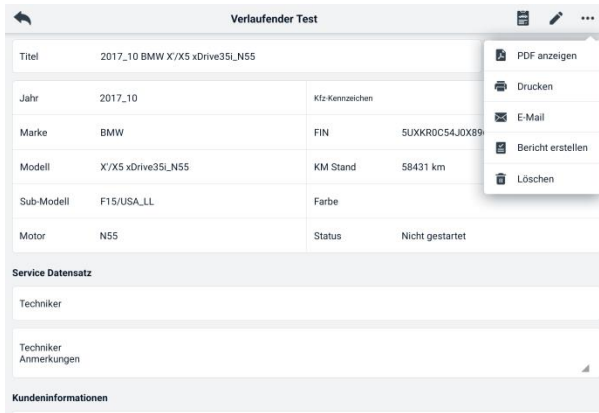 Verlaufender Test
Titel 2017_10 BMW X'/X5 xDrive35i_N55
PDF anzeigen
Drucken
E-Mail
Bericht erstellen
Löschen
Jahr 2017_10 Kfz-Kennzeichen
Marke BMW FIN 5UXKR0C54J0X89
Modell X'/X5 xDrive35i_N55 KM Stand 58431 km
Sub-Modell F15/USA_LL Farbe
Motor N55 Status Nicht gestartet
Service Datensatz
Techniker
Techniker
Anmerkungen
Kundeninformationen